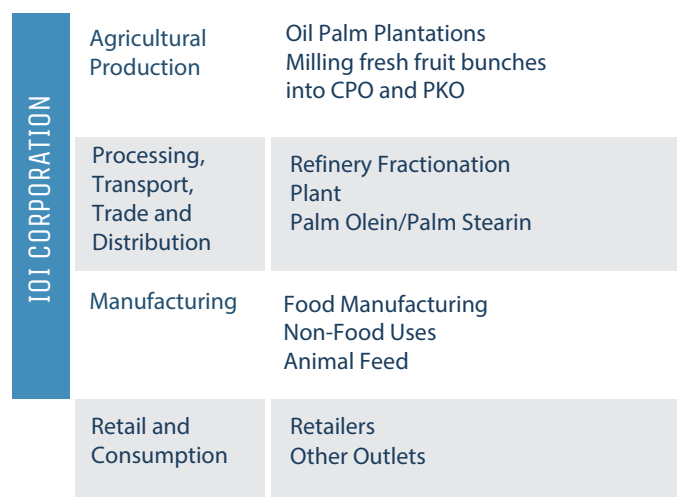 IOI CORPORATION
Agricultural
Production
Oil Palm Plantations
Milling fresh fruit bunches
into CPO and PKO
Processing,
Transport,
Trade and
Distribution
Refinery Fractionation
Plant
Palm Olein/Palm Stearin
Manufacturing
Food Manufacturing
Non-Food Uses
Animal Feed
Retail and
Consumption
Retailers
Other Outlets